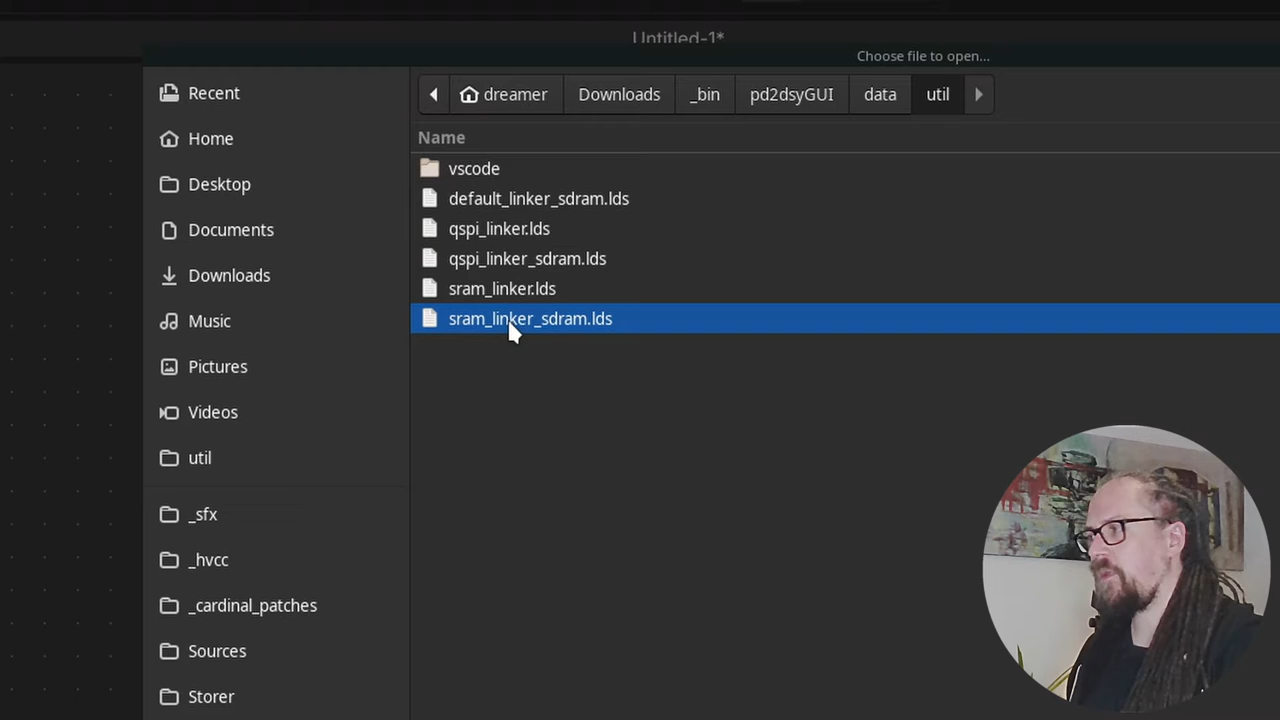 Untitled-1*
Choose file to open...
dreamer Downloads _bin pd2dsyGUI data util
Name
vscode
default_linker_sdram.lds
qspi_linker.lds
qspi_linker_sdram.lds
sram_linker.lds
sram_linker_sdram.lds
Recent
Home
Desktop
Documents
Downloads
Music
Pictures
Videos
util
_sfx
_hvcc
_cardinal_patches
Sources
Storer